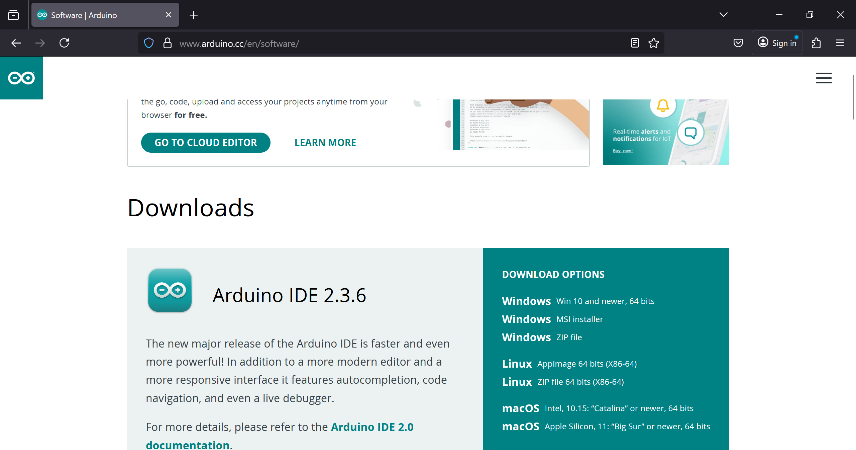 Software | Arduino
www.arduino.cc/en/software/
Sign in
the go, code, upload and access your projects anytime from your
browser for free.
GO TO CLOUD EDITOR
LEARN MORE
Real-time alerts and
notifications for IoT
Buy now!
Downloads
Arduino IDE 2.3.6
The new major release of the Arduino IDE is faster and even
more powerful! In addition to a more modern editor and a
more responsive interface it features autocompletion, code
navigation, and even a live debugger.
For more details, please refer to the Arduino IDE 2.0
documentation.
DOWNLOAD OPTIONS
Windows Win 10 and newer, 64 bits
Windows MSI installer
Windows ZIP file
Linux AppImage 64 bits (X86-64)
Linux ZIP file 64 bits (X86-64)
macOS Intel, 10.15: “Catalina” or newer, 64 bits
macOS Apple Silicon, 11: “Big Sur” or newer, 64 bits